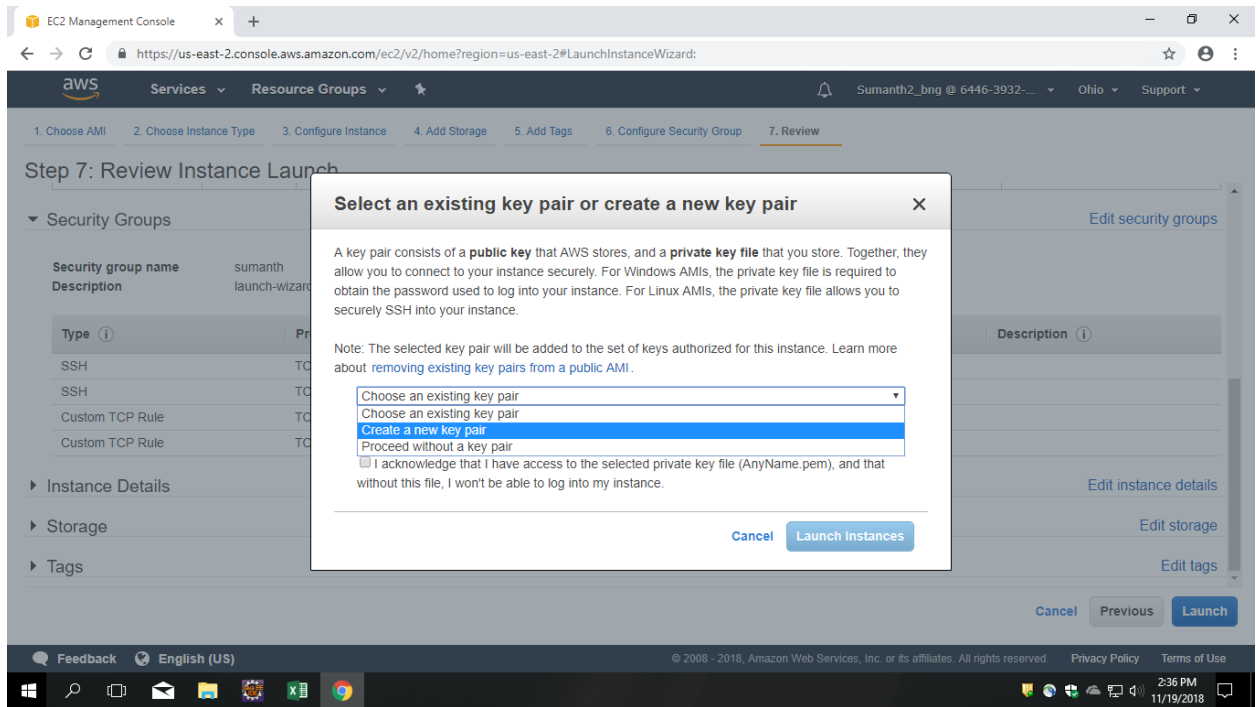 EC2 Management Console
https://us-east-2.console.aws.amazon.com/ec2/v2/home?region=us-east-2#LaunchInstanceWizard:
aws Services Resource Groups Sumanth2_bng @ 6446-3932-... Ohio Support
1. Choose AMI 2. Choose Instance Type 3. Configure Instance 4. Add Storage 5. Add Tags 6. Configure Security Group 7. Review
Step 7: Review Instance Launch
Security Groups Edit security groups
Security group name sumanth
Description launch-wizard
Type Pr Description
SSH TC
SSH TC
Custom TCP Rule TC
Custom TCP Rule TC
Instance Details Edit instance details
Storage Edit storage
Tags Edit tags
Select an existing key pair or create a new key pair
A key pair consists of a public key that AWS stores, and a private key file that you store. Together, they
allow you to connect to your instance securely. For Windows AMIs, the private key file is required to
obtain the password used to log into your instance. For Linux AMIs, the private key file allows you to
securely SSH into your instance.
Note: The selected key pair will be added to the set of keys authorized for this instance. Learn more
about removing existing key pairs from a public AMI.
Choose an existing key pair
Choose an existing key pair
Create a new key pair
Proceed without a key pair
I acknowledge that I have access to the selected private key file (AnyName.pem), and that
without this file, I won't be able to log into my instance.
Cancel Launch Instances
Cancel Previous Launch
Feedback English (US) © 2008 - 2018, Amazon Web Services, Inc. or its affiliates. All rights reserved. Privacy Policy Terms of Use
2:36 PM
11/19/2018